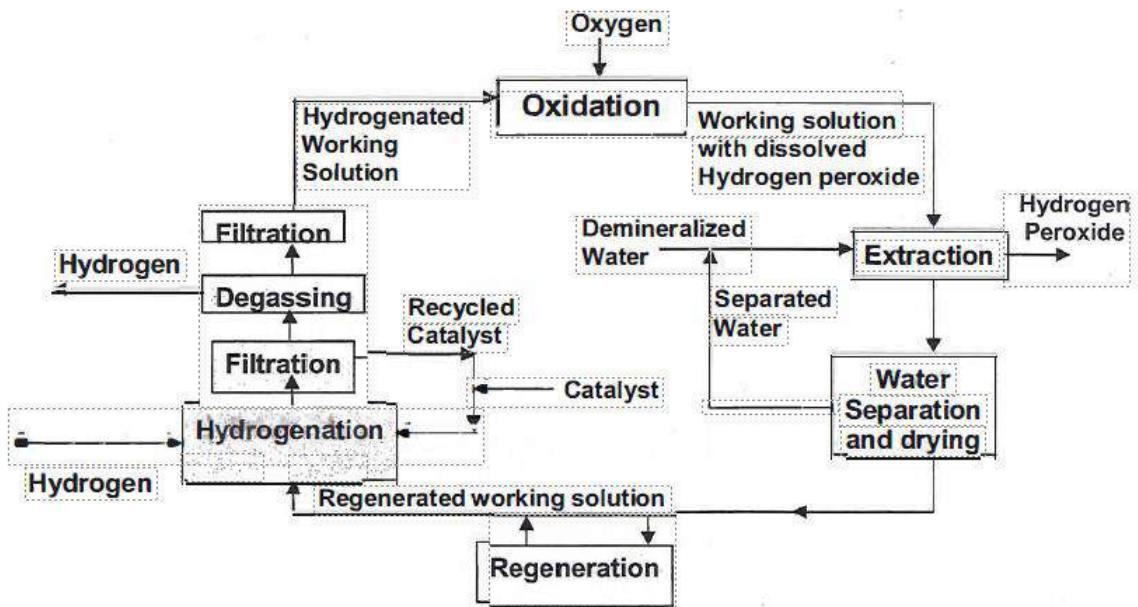 Oxygen
Oxidation
Hydrogenated
Working
Solution
Working solution
with dissolved
Hydrogen peroxide
Filtration
Hydrogen
Degassing
Recycled
Catalyst
Filtration
Catalyst
Hydrogenation
Hydrogen
Demineralized
Water
Separated
Water
Extraction
Hydrogen
Peroxide
Water
Separation
and drying
Regenerated working solution
Regeneration